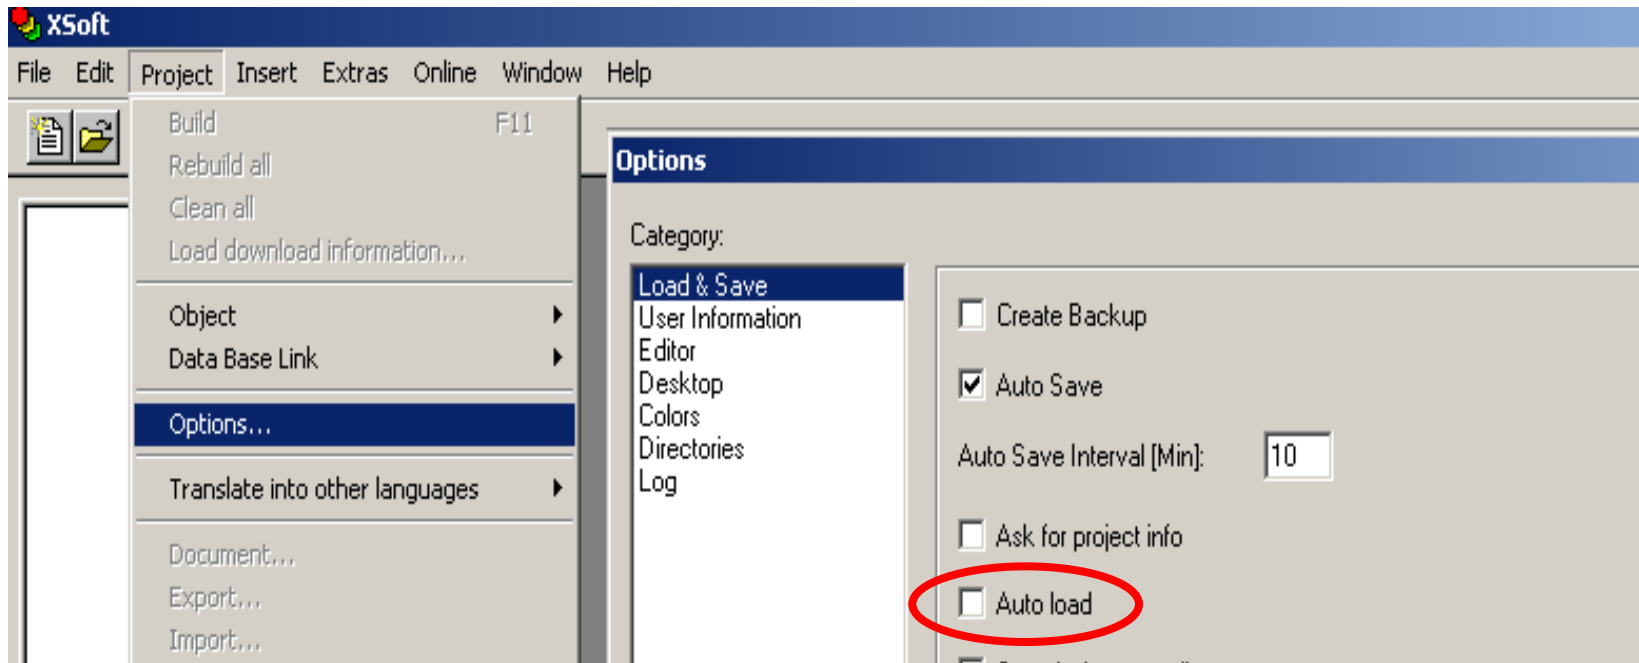 XSoft
File Edit Project Insert Extras Online Window Help
Build F11
Rebuild all
Clean all
Load download information...
Object
Data Base Link
Options...
Translate into other languages
Document...
Export...
Import...
Options
Category:
Load & Save
User Information
Editor
Desktop
Colors
Directories
Log
Create Backup
Auto Save
Auto Save Interval [Min]: 10
Ask for project info
Auto load